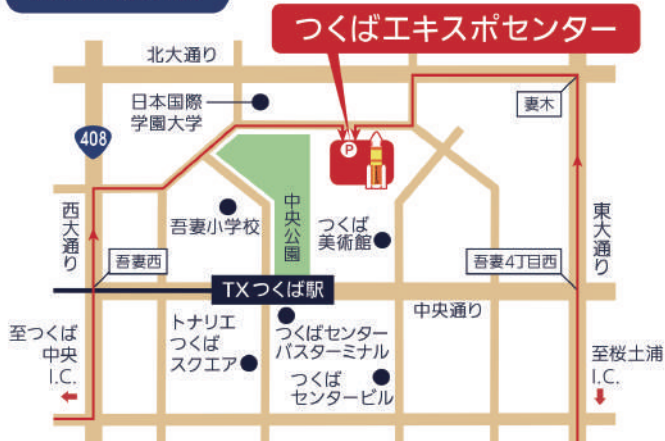 つくばエキスポセンター
北大通り
日本国際
学園大学
妻木
408
P
西大通り
吾妻小学校
中央公園
つくば
美術館
東大通り
吾妻西
吾妻4丁目西
TXつくば駅
中央通り
至つくば
中央
I.C.
トナリエ
つくば
スクエア
つくばセンター
バスターミナル
つくば
センタービル
至桜土浦
I.C.